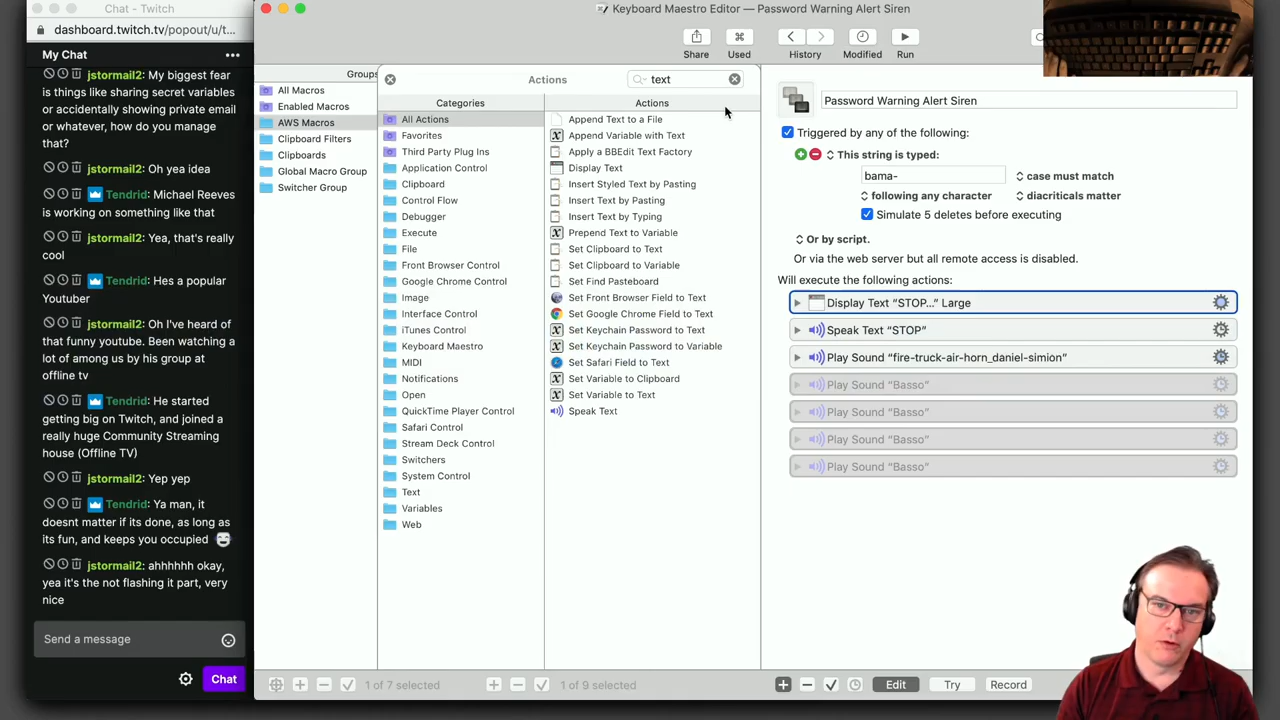 Chat - Twitch
dashboard.twitch.tv/popout/u/t...
My Chat
jstormail2: My biggest fear
is things like sharing secret variables
or accidentally showing private email
or whatever, how do you manage
that?
jstormail2: Oh yea idea
Tendrid: Michael Reeves
is working on something like that
jstormail2: Yea, that's really
cool
Tendrid: Hes a popular
Youtuber
jstormail2: Oh I've heard of
that funny youtube. Been watching a
lot of among us by his group at
offline tv
Tendrid: He started
getting big on Twitch, and joined a
really huge Community Streaming
house (Offline TV)
jstormail2: Yep yep
Tendrid: Ya man, it
doesnt matter if its done, as long as
its fun, and keeps you occupied
jstormail2: ahhhhhh okay,
yea it's the not flashing it part, very
nice
Send a message
Chat
Keyboard Maestro Editor — Password Warning Alert Siren
Share
Used
History
Modified
Run
Groups
All Macros
Enabled Macros
AWS Macros
Clipboard Filters
Clipboards
Global Macro Group
Switcher Group
Actions
text
Categories
All Actions
Favorites
Third Party Plug Ins
Application Control
Clipboard
Control Flow
Debugger
Execute
File
Front Browser Control
Google Chrome Control
Image
Interface Control
iTunes Control
Keyboard Maestro
MIDI
Notifications
Open
QuickTime Player Control
Safari Control
Stream Deck Control
Switchers
System Control
Text
Variables
Web
Actions
Append Text to a File
Append Variable with Text
Apply a BBEdit Text Factory
Display Text
Insert Styled Text by Pasting
Insert Text by Pasting
Insert Text by Typing
Prepend Text to Variable
Set Clipboard to Text
Set Clipboard to Variable
Set Find Pasteboard
Set Front Browser Field to Text
Set Google Chrome Field to Text
Set Keychain Password to Text
Set Keychain Password to Variable
Set Safari Field to Text
Set Variable to Clipboard
Set Variable to Text
Speak Text
Password Warning Alert Siren
Triggered by any of the following:
This string is typed:
bama-
case must match
following any character
diacriticals matter
Simulate 5 deletes before executing
Or by script.
Or via the web server but all remote access is disabled.
Will execute the following actions:
Display Text “STOP...” Large
Speak Text “STOP”
Play Sound “fire-truck-air-horn_daniel-simion”
Play Sound “Basso”
Play Sound “Basso”
Play Sound “Basso”
Play Sound “Basso”
1 of 7 selected
1 of 9 selected
Edit
Try
Record